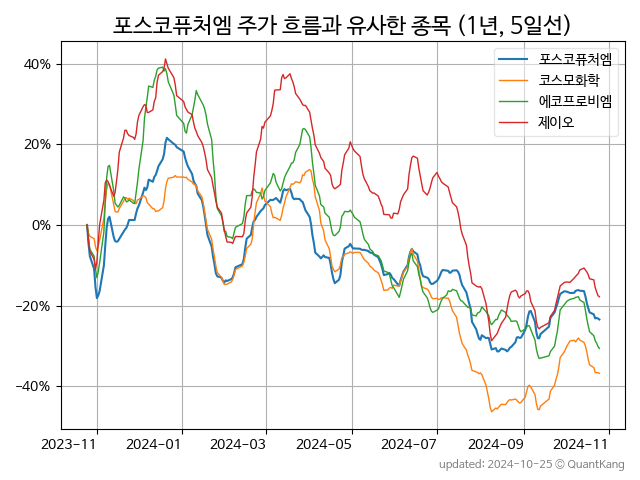 포스코퓨처엠 주가 흐름과 유사한 종목 (1년, 5일선)
포스코퓨처엠
코스모화학
에코프로비엠
제이오
40%
20%
0%
−20%
−40%
2023-11 2024-01 2024-03 2024-05 2024-07 2024-09 2024-11
updated: 2024-10-25 © QuantKang